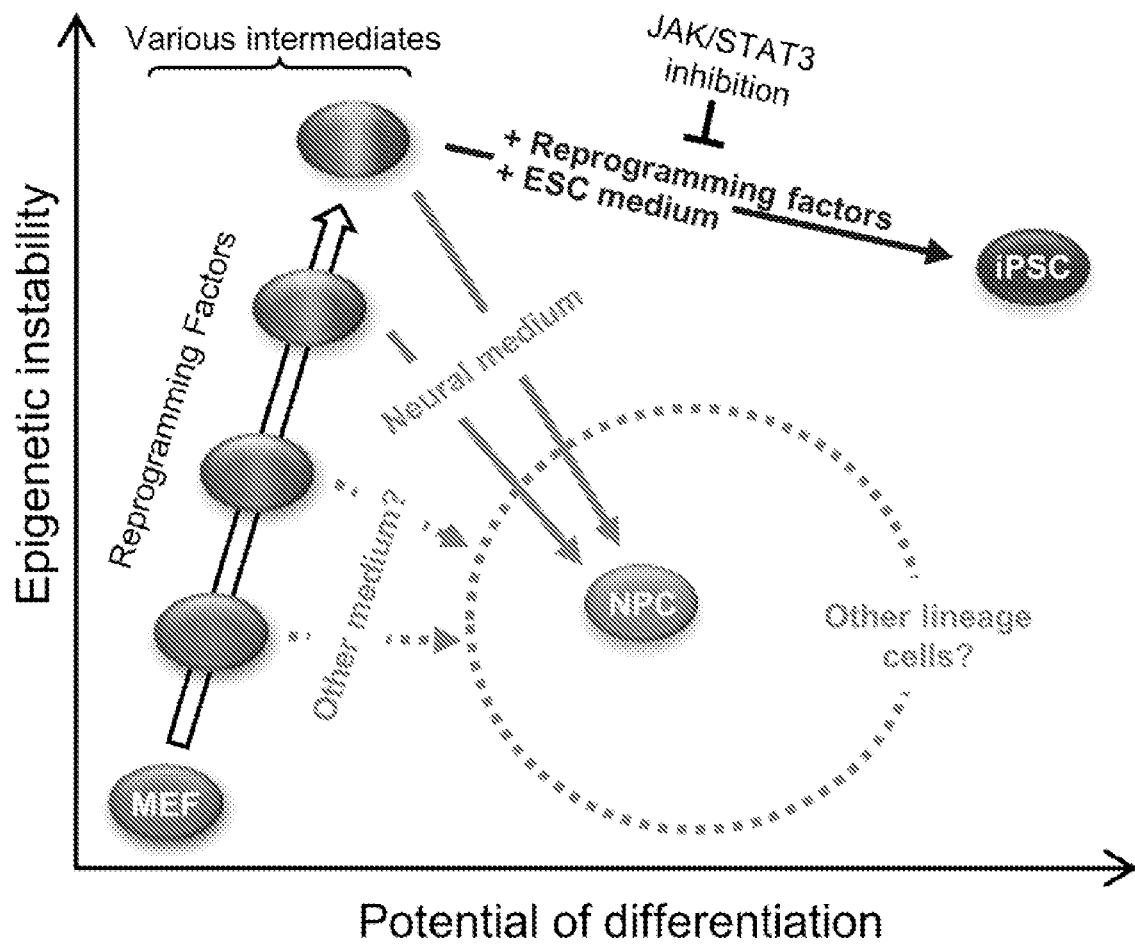 Various intermediates
JAK/STAT3
inhibition
+ Reprogramming factors
+ ESC medium
iPSC
Epigenetic instability
Reprogramming Factors
Neural medium
Other medium?
NPC
Other lineage
cells?
MEF
Potential of differentiation